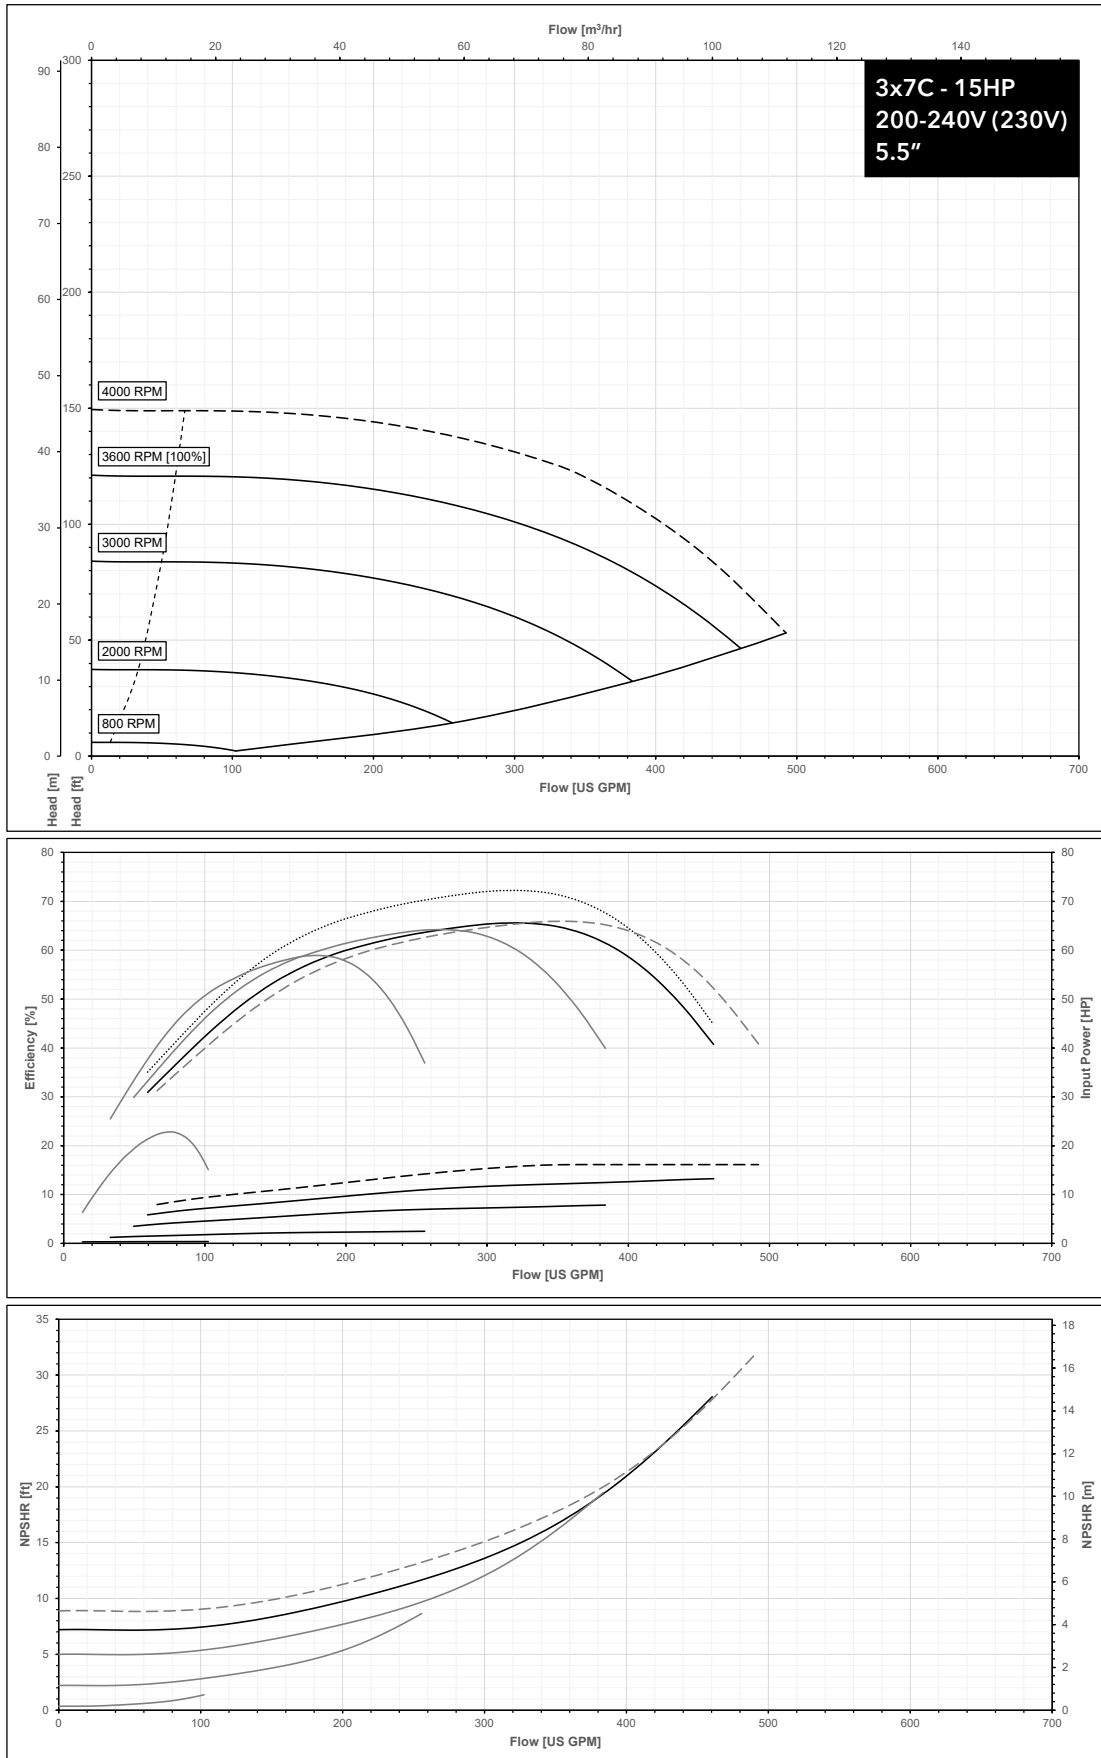 Flow [m³/hr]
0 20 40 60 80 100 120 140
3x7C - 15HP
200-240V (230V)
5.5"
90
80
70
60
50
40
30
20
10
0
300
250
200
150
100
50
0
4000 RPM
3600 RPM [100%]
3000 RPM
2000 RPM
800 RPM
0 100 200 300 400 500 600 700
Head [m]
Head [ft]
Flow [US GPM]
80
70
60
50
40
30
20
10
0
Efficiency [%]
80
70
60
50
40
30
20
10
0
Input Power [HP]
0 100 200 300 400 500 600 700
Flow [US GPM]
35
30
25
20
15
10
5
0
NPSHR [ft]
18
16
14
12
10
8
6
4
2
0
NPSHR [m]
0 100 200 300 400 500 600 700
Flow [US GPM]